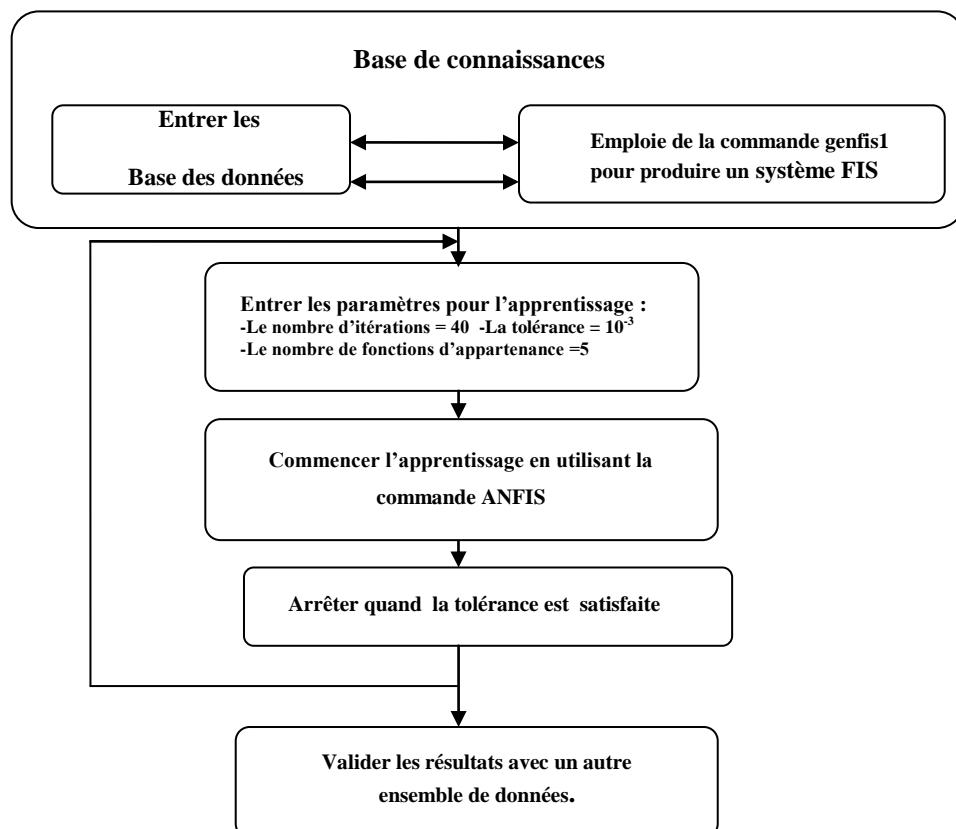 Base de connaissances
Entrer les
Base des données
Emploie de la commande genfis1
pour produire un système FIS
Entrer les paramètres pour l’apprentissage :
-Le nombre d’itérations = 40 -La tolérance = 10⁻³
-Le nombre de fonctions d’appartenance =5
Commencer l’apprentissage en utilisant la
commande ANFIS
Arrêter quand la tolérance est satisfaite
Valider les résultats avec un autre
ensemble de données.